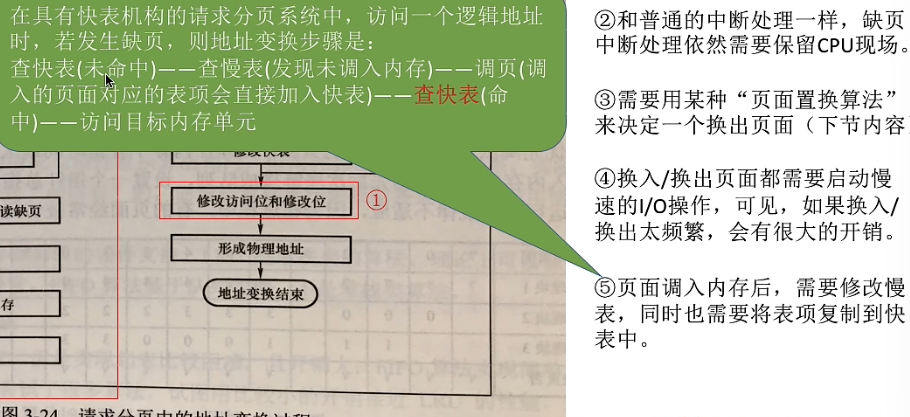 在具有快表机构的请求分页系统中，访问一个逻辑地址
时，若发生缺页，则地址变换步骤是：
查快表(未命中)——查慢表(发现未调入内存)——调页(调
入的页面对应的表项会直接加入快表)——查快表(命
中)——访问目标内存单元
修改快表
读缺页
修改访问位和修改位
①
形成物理地址
存
地址变换结束
图 3-24 请求分页中的地址变换过程
②和普通的中断处理一样，缺页
中断处理依然需要保留CPU现场。
③需要用某种“页面置换算法”
来决定一个换出页面（下节内容）
④换入/换出页面都需要启动慢
速的I/O操作，可见，如果换入/
换出太频繁，会有很大的开销。
⑤页面调入内存后，需要修改慢
表，同时也需要将表项复制到快
表中。